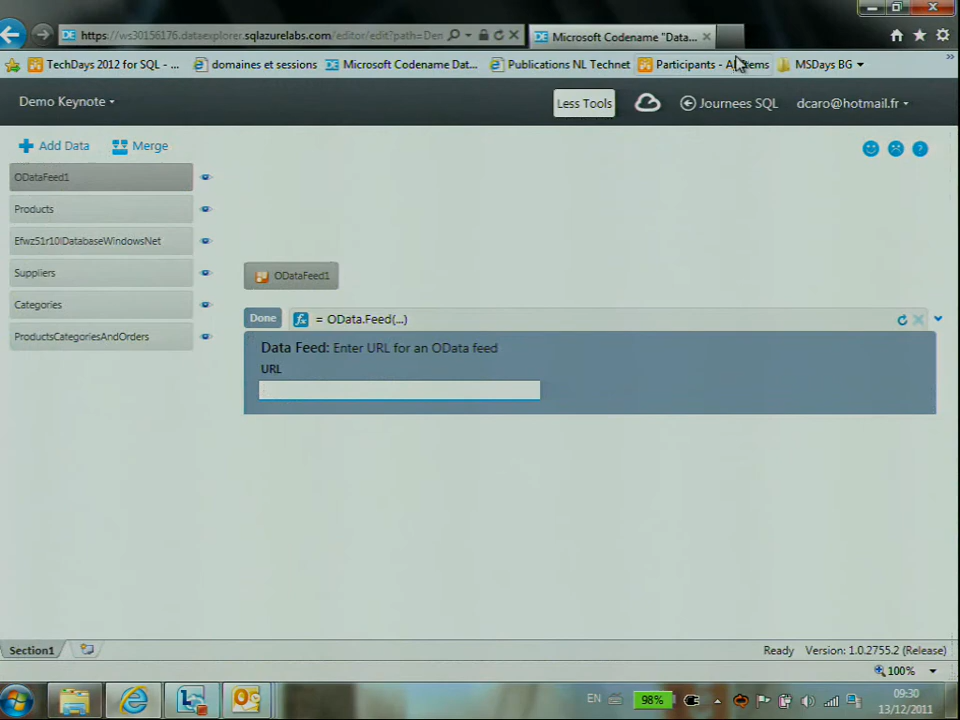 https://ws30156176.dataexplorer.sqlazurelabs.com/editor/edit?path=Den
DE Microsoft Codename "Data...
TechDays 2012 for SQL - ...
domaines et sessions
DE Microsoft Codename Dat...
Publications NL Technet
Participants - All Items
MSDays BG
»
Demo Keynote
Less Tools
Journees SQL
dcaro@hotmail.fr
Add Data
Merge
?
ODataFeed1
Products
Efwz51r10lDatabaseWindowsNet
Suppliers
Categories
ProductsCategoriesAndOrders
ODataFeed1
Done
fx = OData.Feed(...)
Data Feed: Enter URL for an OData feed
URL
Section1
Ready
Version: 1.0.2755.2 (Release)
100%
EN
98%
09:30
13/12/2011